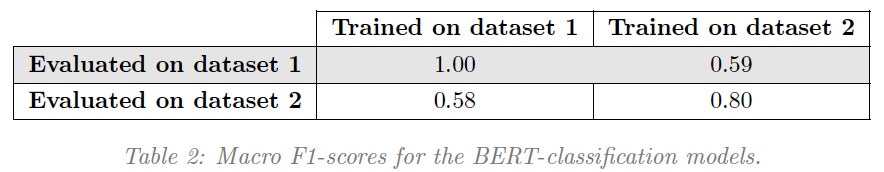 Trained on dataset 1 Trained on dataset 2
Evaluated on dataset 1 1.00 0.59
Evaluated on dataset 2 0.58 0.80
Table 2: Macro F1-scores for the BERT-classification models.